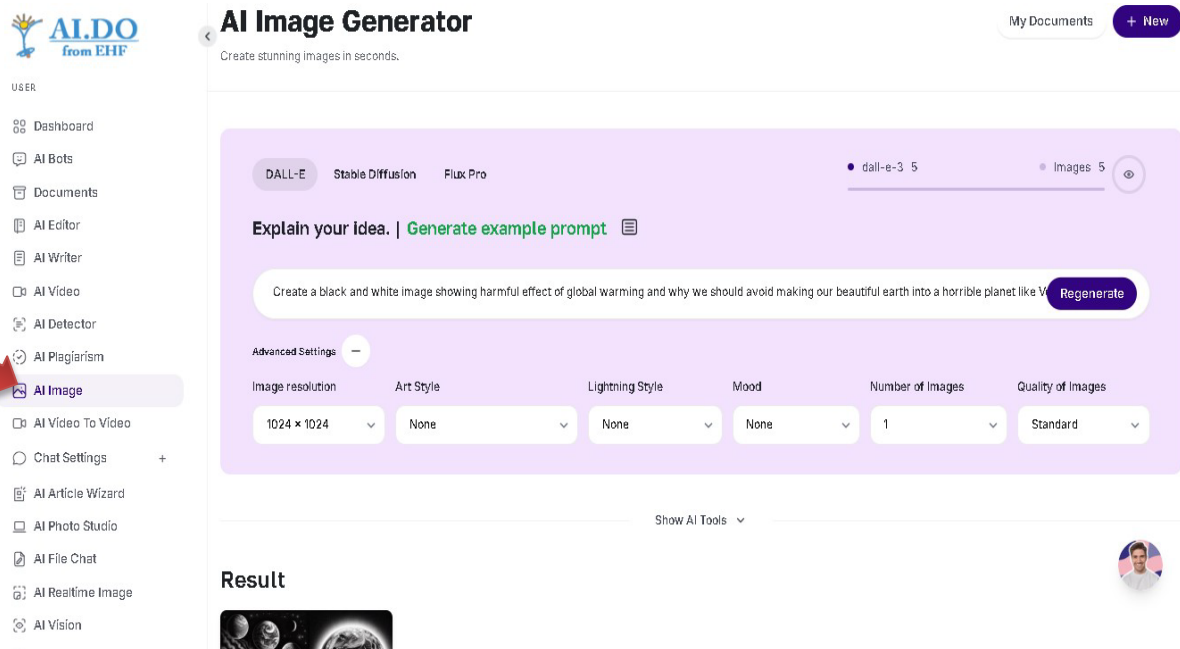 AI.DO
from EHF
USER
Dashboard
AI Bots
Documents
AI Editor
AI Writer
AI Video
AI Detector
AI Plagiarism
AI Image
AI Video To Video
Chat Settings +
AI Article Wizard
AI Photo Studio
AI File Chat
AI Realtime Image
AI Vision
AI Image Generator
My Documents
+ New
Create stunning images in seconds.
DALL-E Stable Diffusion Flux Pro
dall-e-3 5 Images 5
Explain your idea. | Generate example prompt
Create a black and white image showing harmful effect of global warming and why we should avoid making our beautiful earth into a horrible planet like
Regenerate
Advanced Settings
Image resolution Art Style Lightning Style Mood Number of Images Quality of Images
1024 × 1024 None None None 1 Standard
Show AI Tools
Result